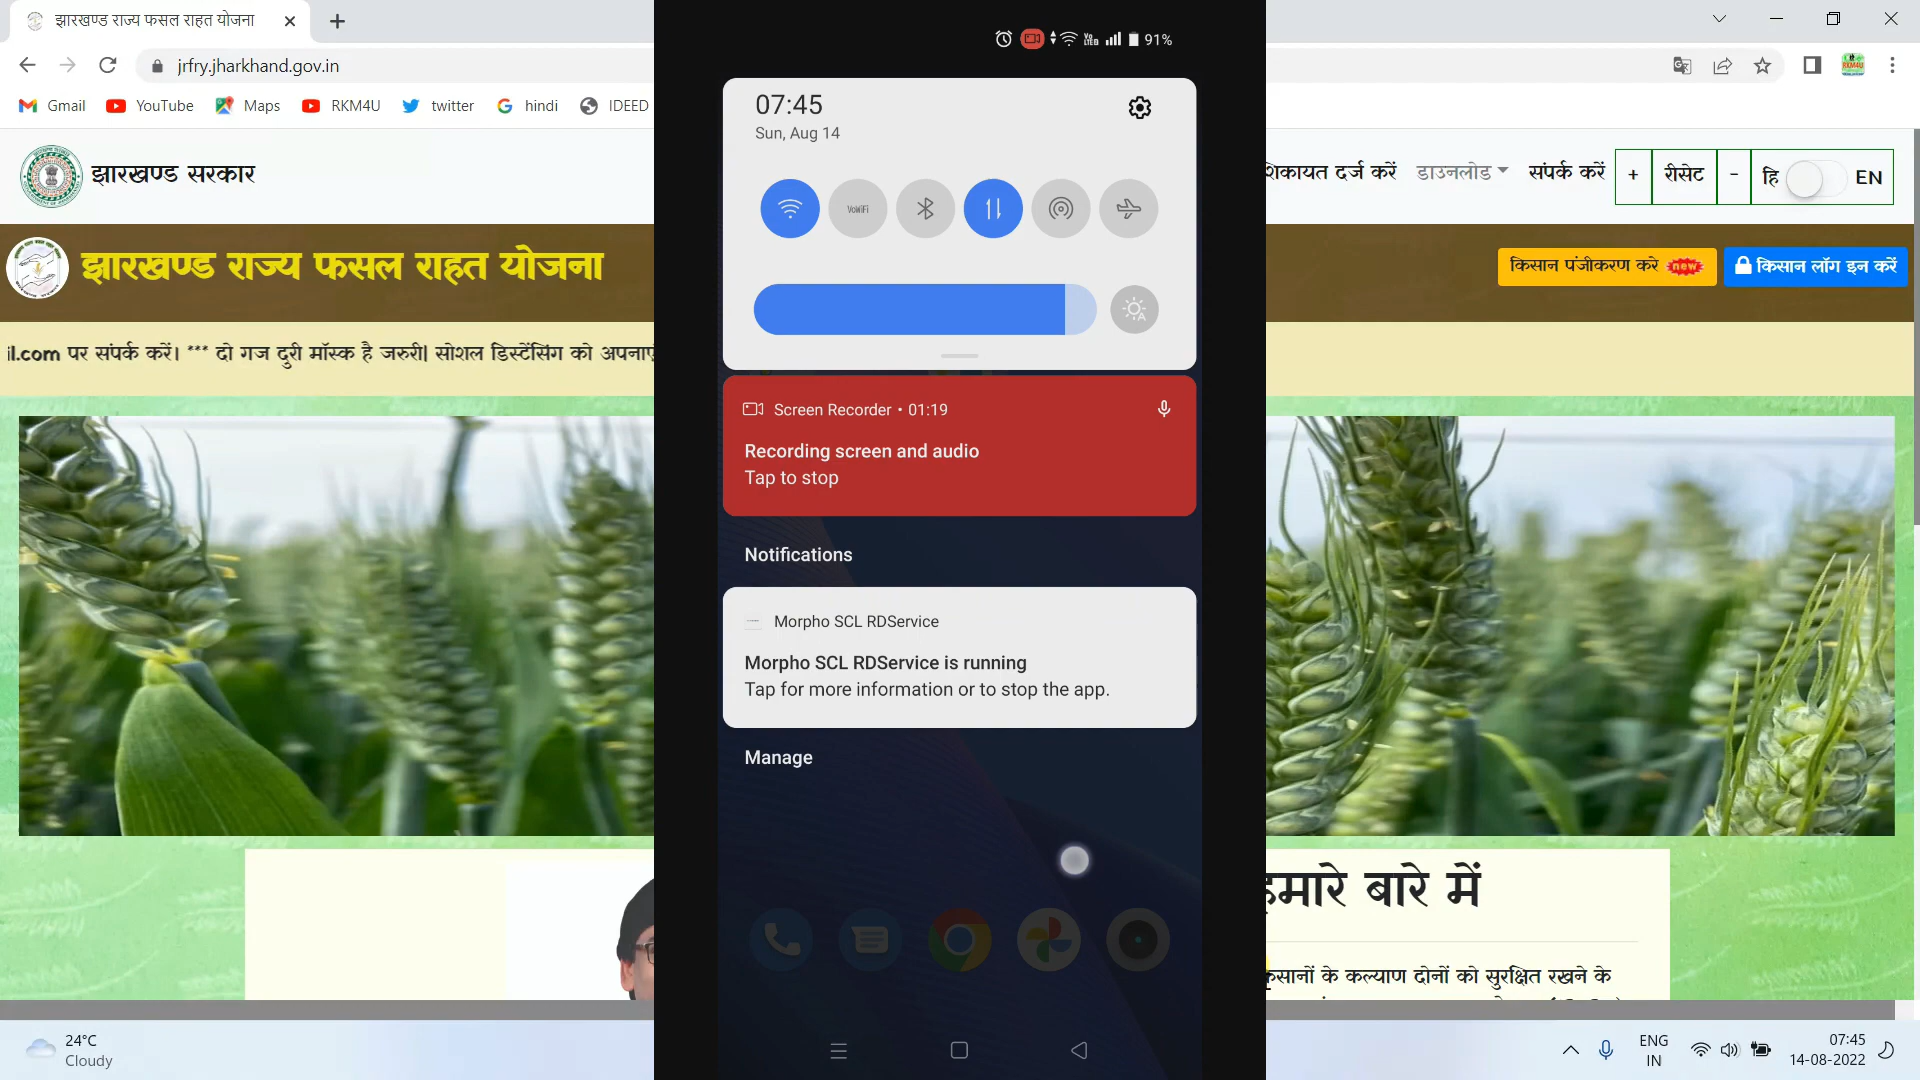 झारखण्ड राज्य फसल राहत योजना
jrfry.jharkhand.gov.in
Gmail YouTube Maps RKM4U twitter hindi IDEED
झारखण्ड सरकार
शिकायत दर्ज करें डाउनलोड संपर्क करें + रीसेट - हि EN
झारखण्ड राज्य फसल राहत योजना
किसान पंजीकरण करे new किसान लॉग इन करें
il.com पर संपर्क करें। *** दो गज दुरी मॉस्क है जरुरी| सोशल डिस्टेंसिंग को अपनाए
91%
07:45
Sun, Aug 14
VoWiFi
Screen Recorder • 01:19
Recording screen and audio
Tap to stop
Notifications
Morpho SCL RDService
Morpho SCL RDService is running
Tap for more information or to stop the app.
Manage
हमारे बारे में
किसानों के कल्याण दोनों को सुरक्षित रखने के
24°C
Cloudy
ENG
IN
07:45
14-08-2022